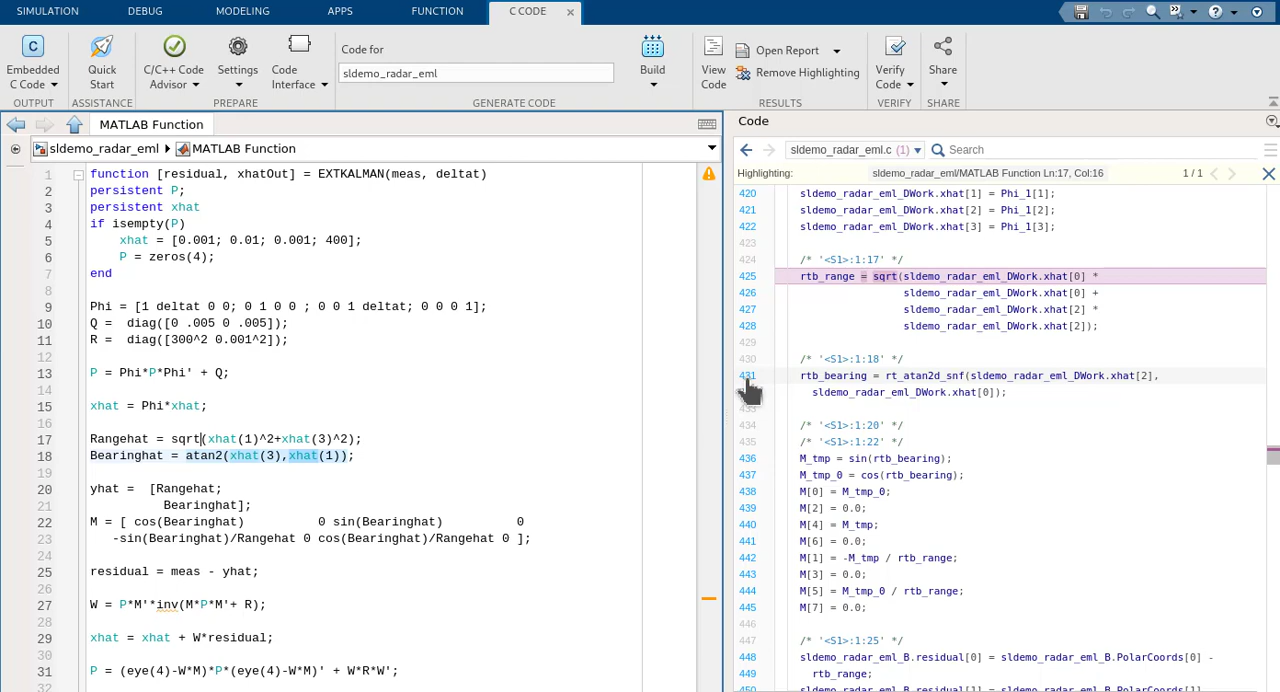 SIMULATION DEBUG MODELING APPS FUNCTION C CODE
Code for
Open Report
Embedded Quick C/C++ Code Settings Code sldemo_radar_eml Build View Remove Highlighting Verify Share
C Code Start Advisor Interface Code Code
OUTPUT ASSISTANCE PREPARE GENERATE CODE RESULTS VERIFY SHARE
MATLAB Function
sldemo_radar_eml MATLAB Function
1 function [residual, xhatOut] = EXTKALMAN(meas, deltat)
2 persistent P;
3 persistent xhat
4 if isempty(P)
5 xhat = [0.001; 0.01; 0.001; 400];
6 P = zeros(4);
7 end
8
9 Phi = [1 deltat 0 0; 0 1 0 0 ; 0 0 1 deltat; 0 0 0 1];
10 Q =  diag([0 .005 0 .005]);
11 R =  diag([300^2 0.001^2]);
12
13 P = Phi*P*Phi' + Q;
14
15 xhat = Phi*xhat;
16
17 Rangehat = sqrt(xhat(1)^2+xhat(3)^2);
18 Bearinghat = atan2(xhat(3),xhat(1));
19
20 yhat =  [Rangehat;
21 Bearinghat];
22 M = [ cos(Bearinghat) 0 sin(Bearinghat) 0
23 -sin(Bearinghat)/Rangehat 0 cos(Bearinghat)/Rangehat 0 ];
24
25 residual = meas - yhat;
26
27 W = P*M'*inv(M*P*M'+ R);
28
29 xhat = xhat + W*residual;
30
31 P = (eye(4)-W*M)*P*(eye(4)-W*M)' + W*R*W';
32
Code
sldemo_radar_eml.c (1) Search
Highlighting: sldemo_radar_eml/MATLAB Function Ln:17, Col:16 1 / 1
420 sldemo_radar_eml_DWork.xhat[1] = Phi_1[1];
421 sldemo_radar_eml_DWork.xhat[2] = Phi_1[2];
422 sldemo_radar_eml_DWork.xhat[3] = Phi_1[3];
423
424 /* '<S1>:1:17' */
425 rtb_range = sqrt(sldemo_radar_eml_DWork.xhat[0] *
426 sldemo_radar_eml_DWork.xhat[0] +
427 sldemo_radar_eml_DWork.xhat[2] *
428 sldemo_radar_eml_DWork.xhat[2]);
429
430 /* '<S1>:1:18' */
431 rtb_bearing = rt_atan2d_snf(sldemo_radar_eml_DWork.xhat[2],
sldemo_radar_eml_DWork.xhat[0]);
433
434 /* '<S1>:1:20' */
435 /* '<S1>:1:22' */
436 M_tmp = sin(rtb_bearing);
437 M_tmp_0 = cos(rtb_bearing);
438 M[0] = M_tmp_0;
439 M[2] = 0.0;
440 M[4] = M_tmp;
441 M[6] = 0.0;
442 M[1] = -M_tmp / rtb_range;
443 M[3] = 0.0;
444 M[5] = M_tmp_0 / rtb_range;
445 M[7] = 0.0;
446
447 /* '<S1>:1:25' */
448 sldemo_radar_eml_B.residual[0] = sldemo_radar_eml_B.PolarCoords[0] -
449 rtb_range;
450 sldemo_radar_eml_B.residual[1] = sldemo_radar_eml_B.PolarCoords[1]